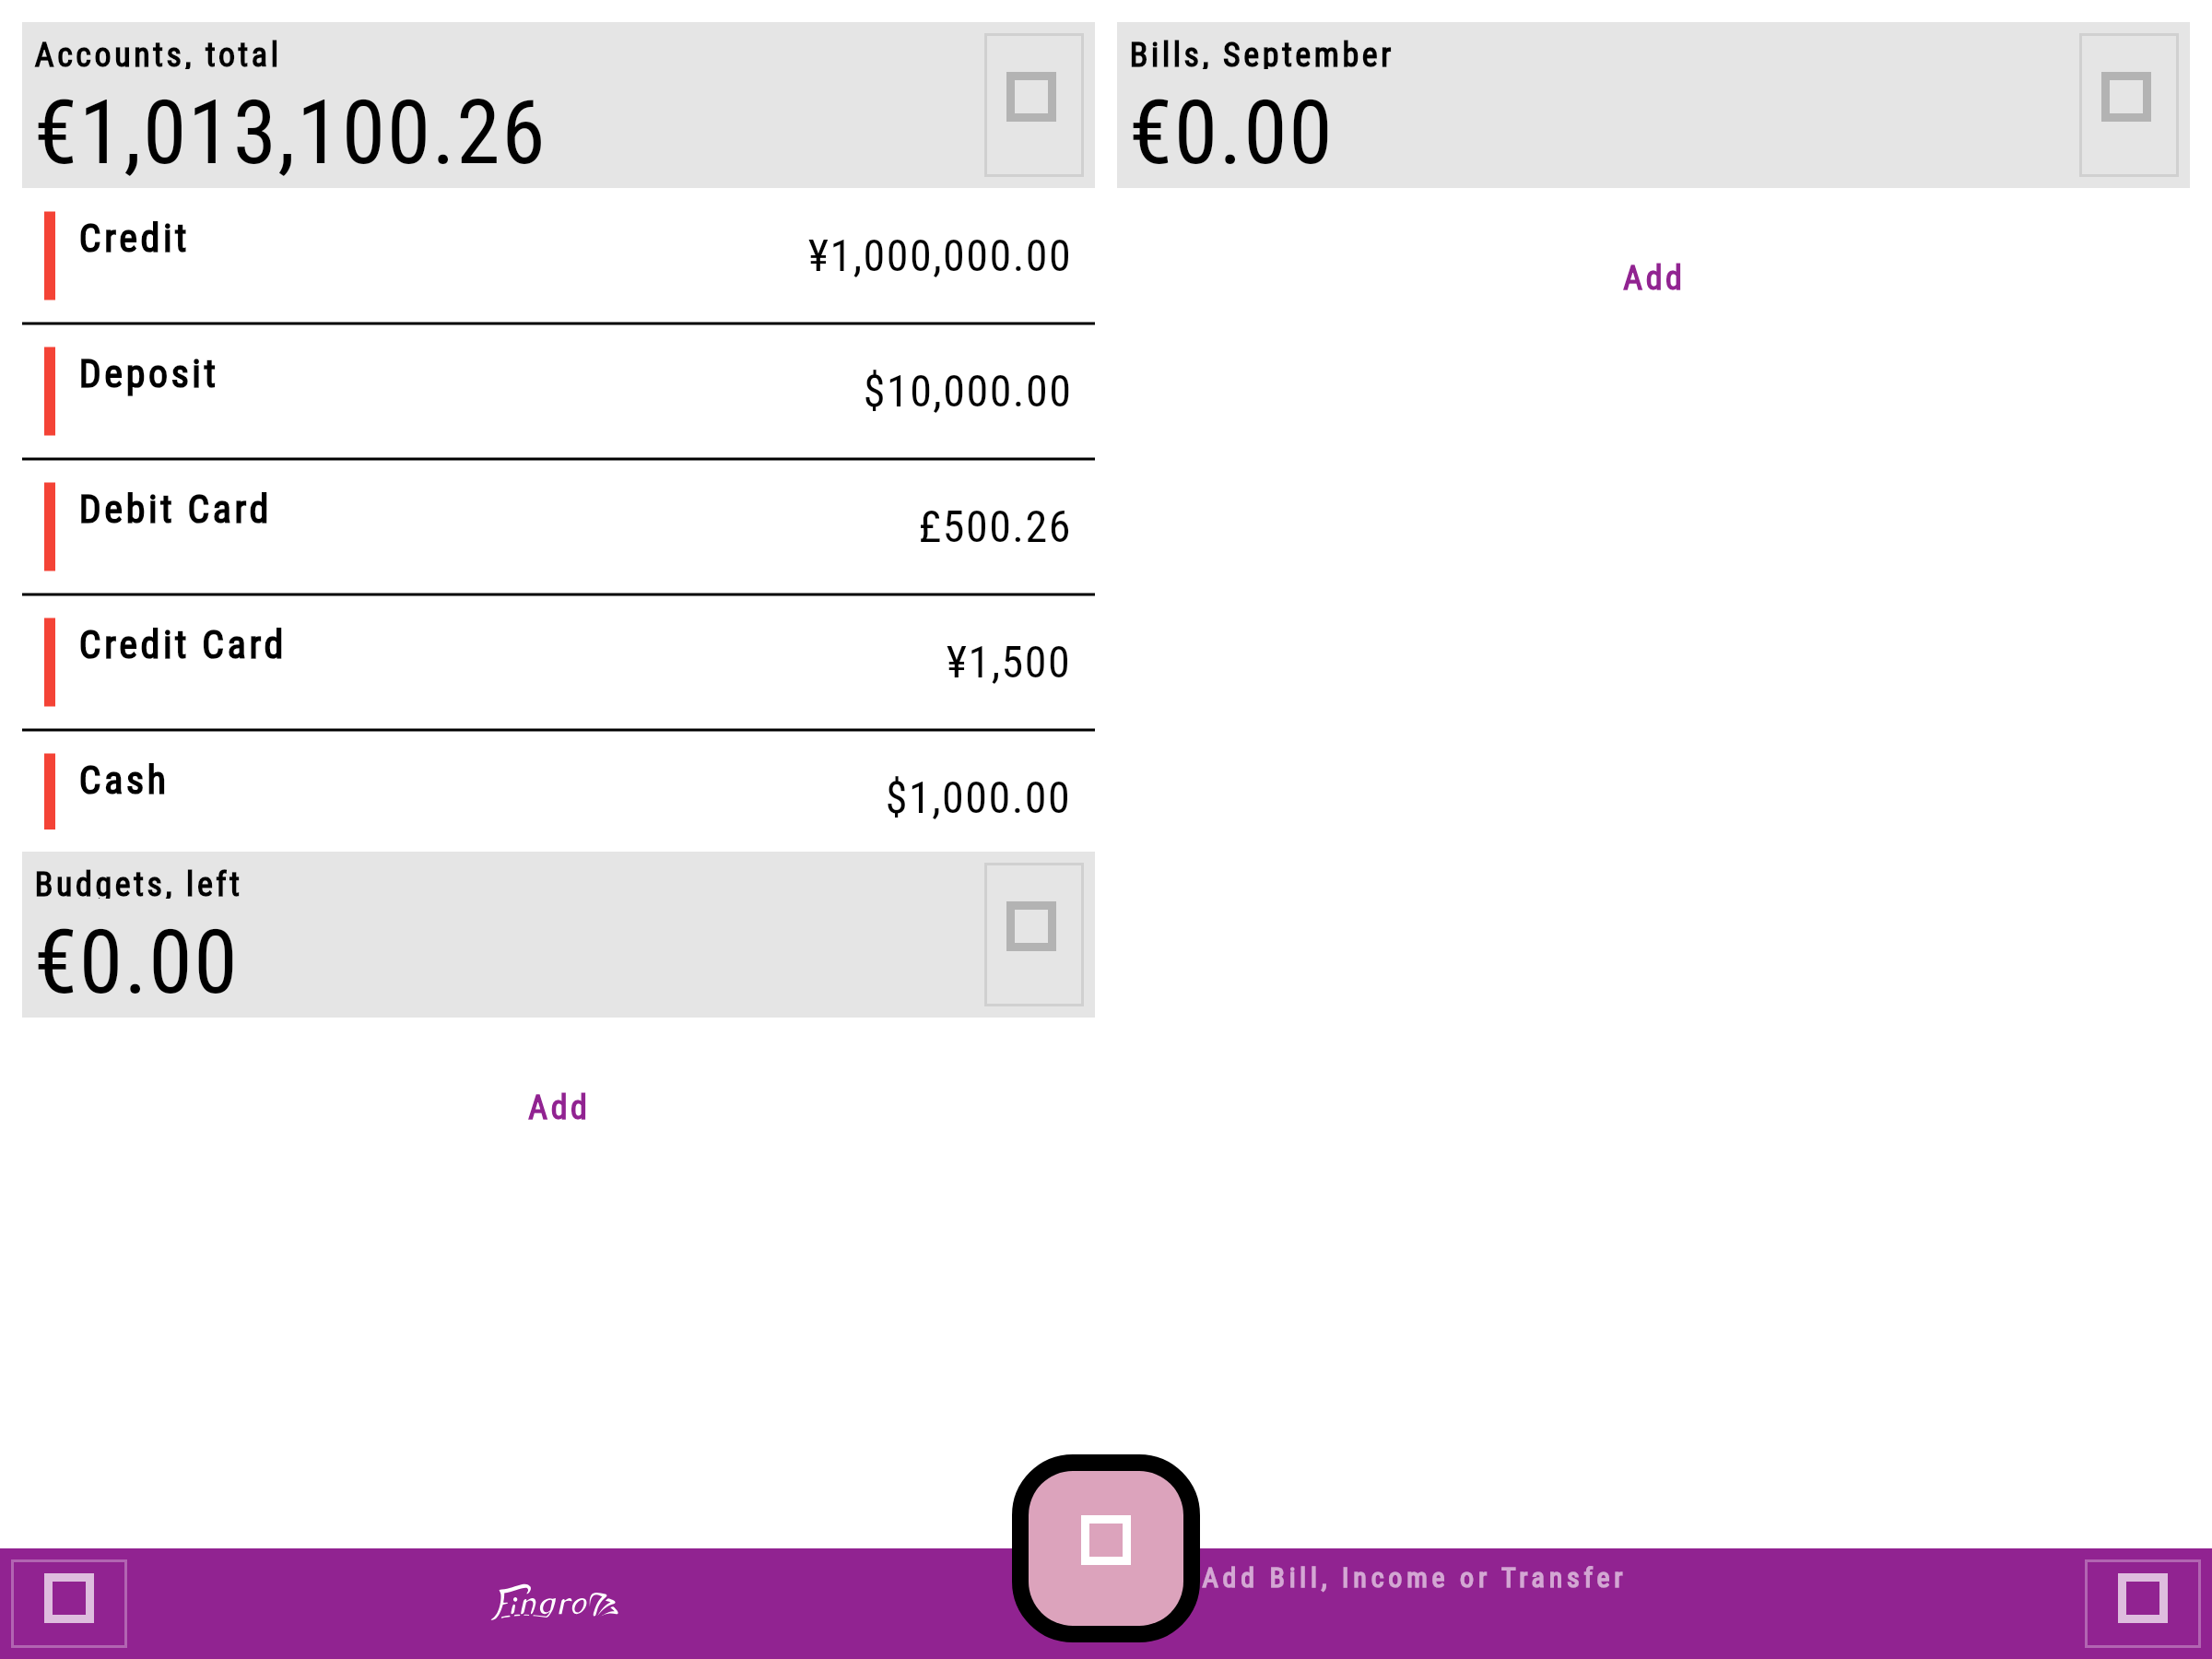 Accounts, total
€1,013,100.26
Credit
¥1,000,000.00
Deposit
$10,000.00
Debit Card
£500.26
Credit Card
¥1,500
Cash
$1,000.00
Budgets, left
€0.00
Add
Bills, September
€0.00
Add
Add Bill, Income or Transfer